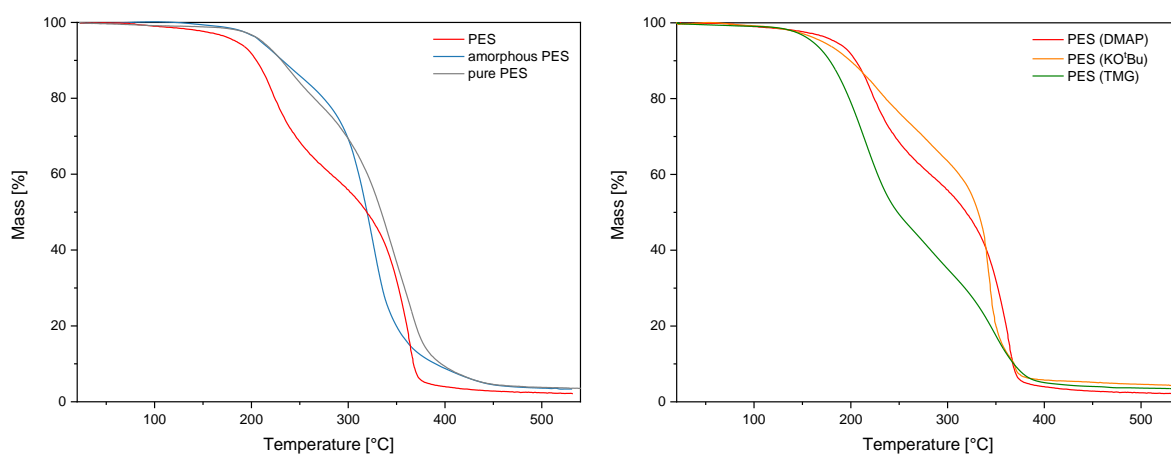 100
80
60
40
20
0
Mass [%]
100
200
300
400
500
Temperature [°C]
PES
amorphous PES
pure PES
100
80
60
40
20
0
Mass [%]
100
200
300
400
500
Temperature [°C]
PES (DMAP)
PES (KOᵗBu)
PES (TMG)